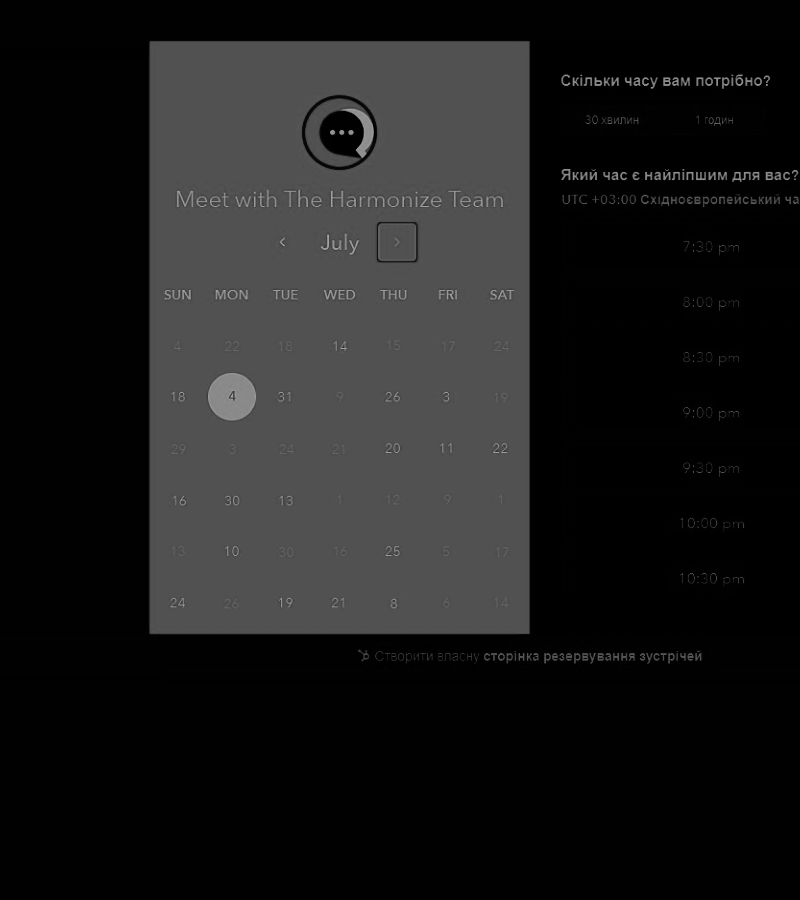 Meet with The Harmonize Team
July
SUN MON TUE WED THU FRI SAT
4 22 18 14 15 17 24
18 4 31 9 26 3 19
29 3 24 21 20 11 22
16 30 13 1 12 9 1
13 10 30 16 25 5 17
24 26 19 21 8 6 14
Скільки часу вам потрібно?
30 хвилин 1 годин
Який час є найліпшим для вас?
UTC +03:00 Східноєвропейський ча
7:30 pm
8:00 pm
8:30 pm
9:00 pm
9:30 pm
10:00 pm
10:30 pm
Створити власну сторінка резервування зустрічей